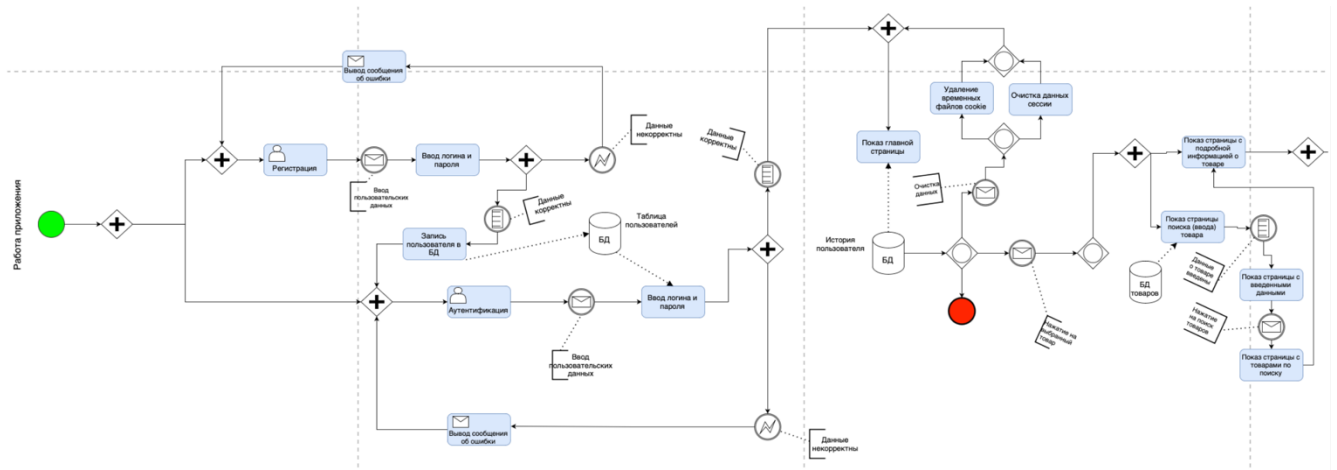 Работа приложения
Вывод сообщения
об ошибки
Регистрация
Ввод
пользовательских
данных
Ввод логина и
пароля
Данные
некорректны
Данные
корректны
Запись
пользователя в
БД
Таблица
пользователей
БД
Аутентификация
Ввод
пользовательских
данных
Ввод логина и
пароля
Вывод сообщения
об ошибки
Данные
некорректны
Данные
корректны
Показ главной
страницы
История
пользователя
БД
Удаление
временных
файлов cookie
Очистка данных
сессии
Очистка
данных
Нажатие на
выбранный
товар
Показ страницы с
подробной
информацией о
товаре
Показ страницы
поиска (ввода)
товара
БД
товаров
Данные
о товаре
введены
Показ страницы с
введенными
данными
Нажатие
на поиск
товаров
Показ страницы с
товарами по
поиску